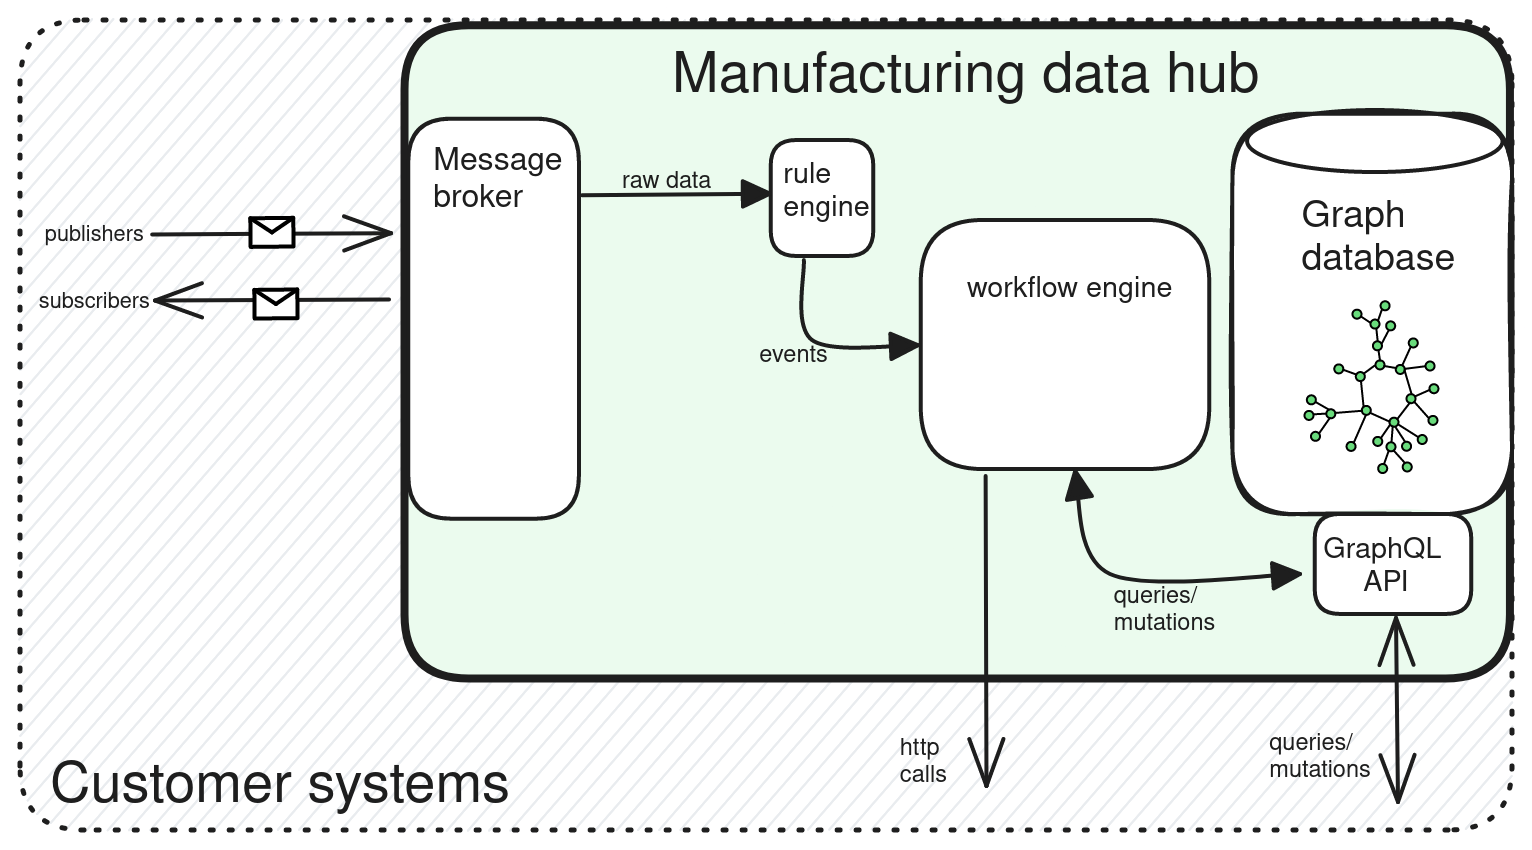 Manufacturing data hub
Message
broker
raw data
rule
engine
publishers
subscribers
events
workflow engine
Graph
database
GraphQL
API
queries/
mutations
http
calls
queries/
mutations
Customer systems